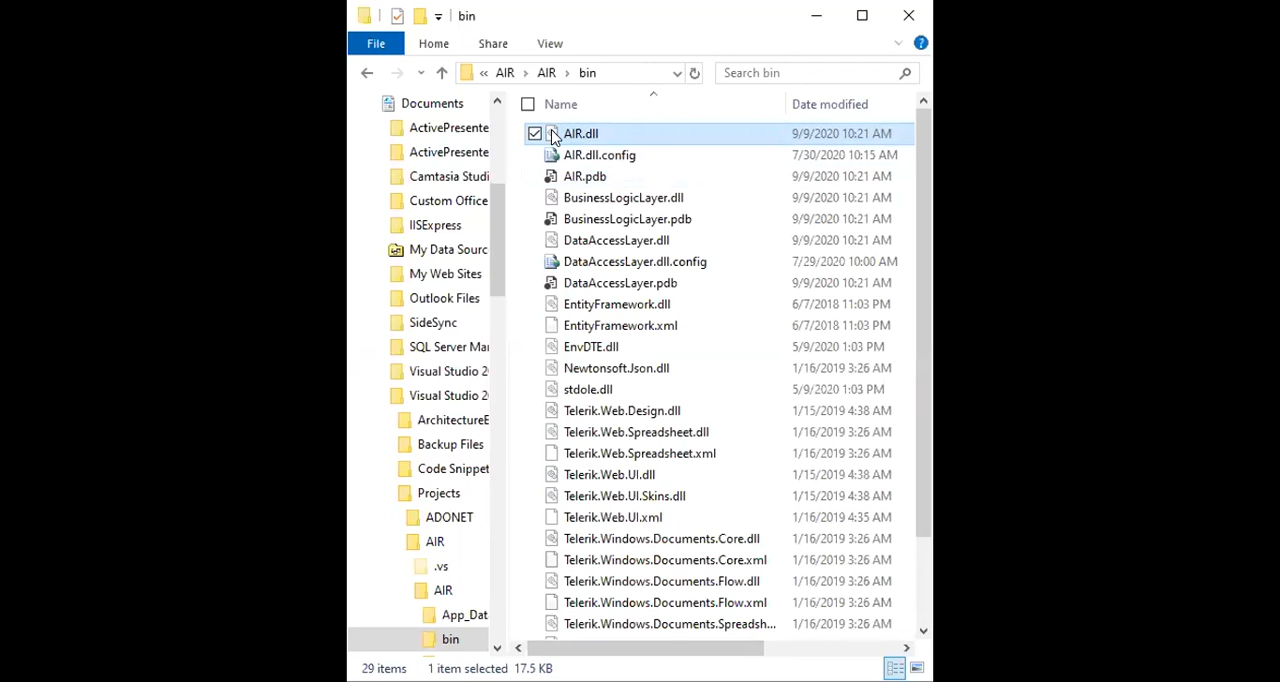 bin
File Home Share View
« AIR > AIR > bin Search bin
Documents
ActivePresente
ActivePresente
Camtasia Studi
Custom Office
IISExpress
My Data Sourc
My Web Sites
Outlook Files
SideSync
SQL Server Mar
Visual Studio 2
Visual Studio 2
ArchitectureE
Backup Files
Code Snippet
Projects
ADONET
AIR
.vs
AIR
App_Dat
bin
Name Date modified
AIR.dll 9/9/2020 10:21 AM
AIR.dll.config 7/30/2020 10:15 AM
AIR.pdb 9/9/2020 10:21 AM
BusinessLogicLayer.dll 9/9/2020 10:21 AM
BusinessLogicLayer.pdb 9/9/2020 10:21 AM
DataAccessLayer.dll 9/9/2020 10:21 AM
DataAccessLayer.dll.config 7/29/2020 10:00 AM
DataAccessLayer.pdb 9/9/2020 10:21 AM
EntityFramework.dll 6/7/2018 11:03 PM
EntityFramework.xml 6/7/2018 11:03 PM
EnvDTE.dll 5/9/2020 1:03 PM
Newtonsoft.Json.dll 1/16/2019 3:26 AM
stdole.dll 5/9/2020 1:03 PM
Telerik.Web.Design.dll 1/15/2019 4:38 AM
Telerik.Web.Spreadsheet.dll 1/16/2019 3:26 AM
Telerik.Web.Spreadsheet.xml 1/16/2019 3:26 AM
Telerik.Web.UI.dll 1/15/2019 4:38 AM
Telerik.Web.UI.Skins.dll 1/15/2019 4:38 AM
Telerik.Web.UI.xml 1/16/2019 4:35 AM
Telerik.Windows.Documents.Core.dll 1/16/2019 3:26 AM
Telerik.Windows.Documents.Core.xml 1/16/2019 3:26 AM
Telerik.Windows.Documents.Flow.dll 1/16/2019 3:26 AM
Telerik.Windows.Documents.Flow.xml 1/16/2019 3:26 AM
Telerik.Windows.Documents.Spreadsh... 1/16/2019 3:26 AM
29 items 1 item selected 17.5 KB